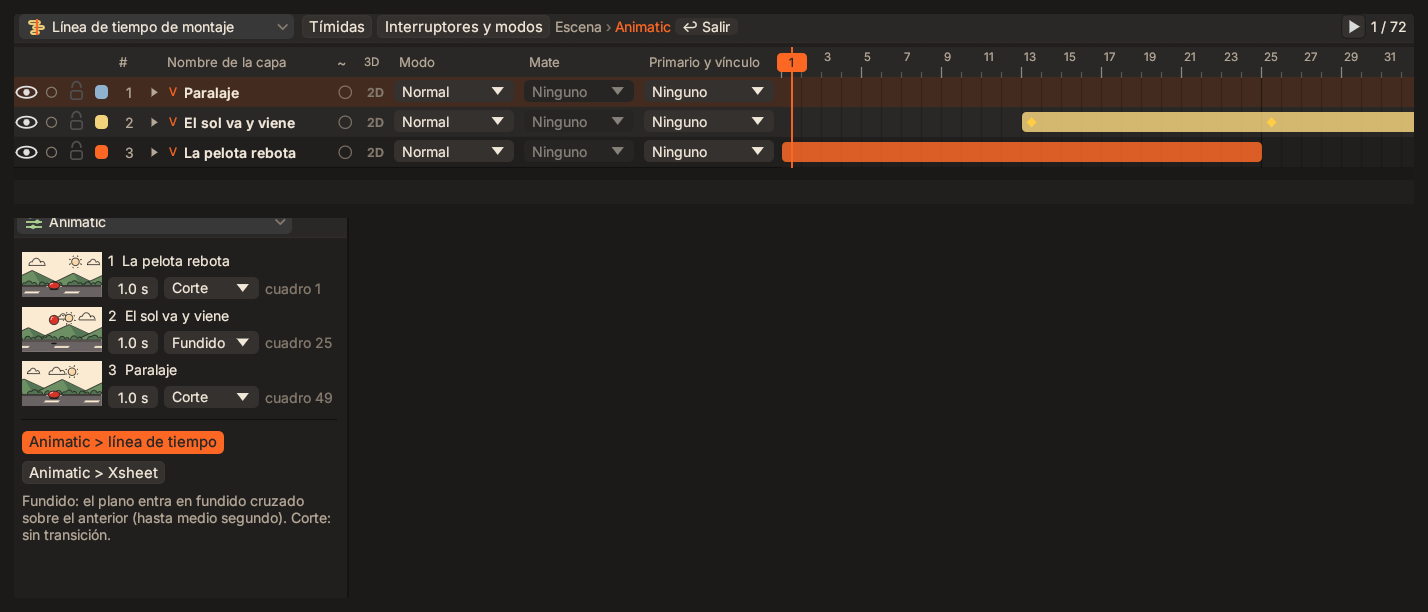 Línea de tiempo de montaje Tímidas Interruptores y modos Escena › Animatic Salir 1 / 72
# Nombre de la capa ~ 3D Modo Mate Primario y vínculo 1 3 5 7 9 11 13 15 17 19 21 23 25 27 29 31
1 V Paralaje 2D Normal Ninguno Ninguno
2 V El sol va y viene 2D Normal Ninguno Ninguno
3 V La pelota rebota 2D Normal Ninguno Ninguno
Animatic
1 La pelota rebota
1.0 s Corte cuadro 1
2 El sol va y viene
1.0 s Fundido cuadro 25
3 Paralaje
1.0 s Corte cuadro 49
Animatic > línea de tiempo
Animatic > Xsheet
Fundido: el plano entra en fundido cruzado
sobre el anterior (hasta medio segundo). Corte:
sin transición.